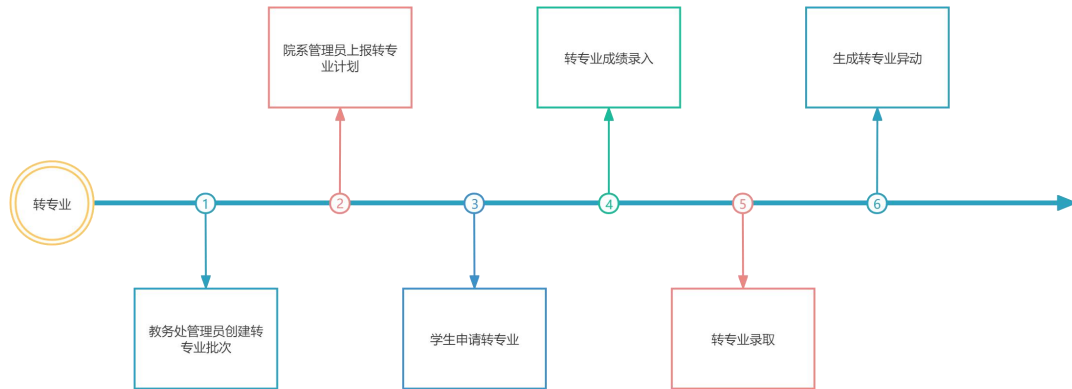 院系管理员上报转专
业计划
转专业成绩录入
生成转专业异动
转专业
1
2
3
4
5
6
教务处管理员创建转
专业批次
学生申请转专业
转专业录取